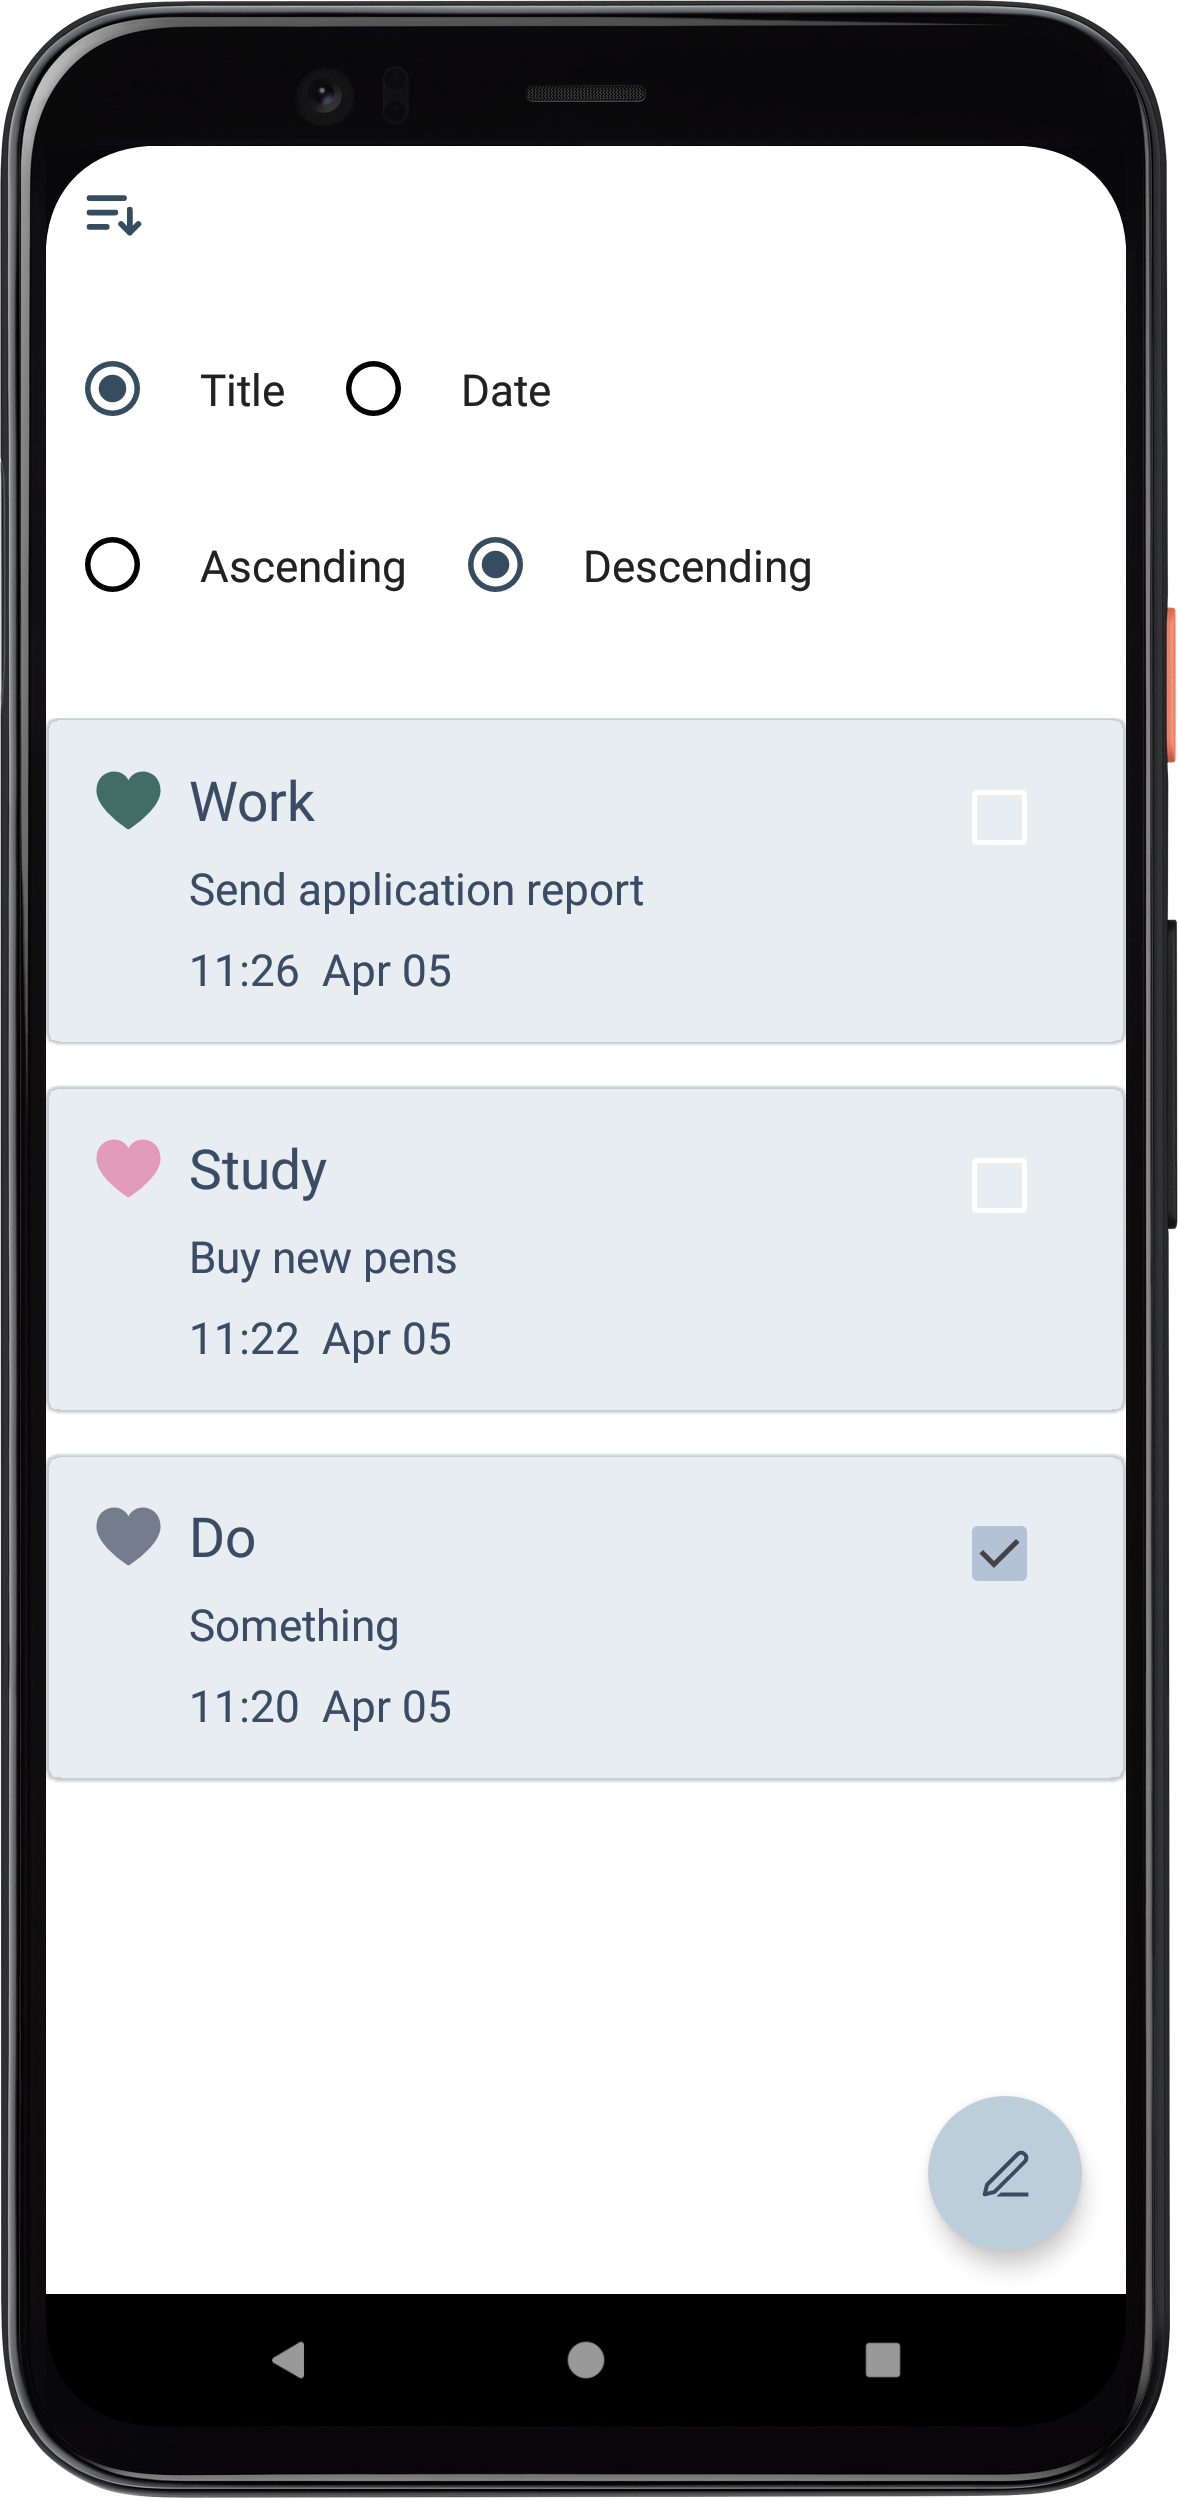 Title Date
Ascending Descending
Work
Send application report
11:26 Apr 05
Study
Buy new pens
11:22 Apr 05
Do
Something
11:20 Apr 05